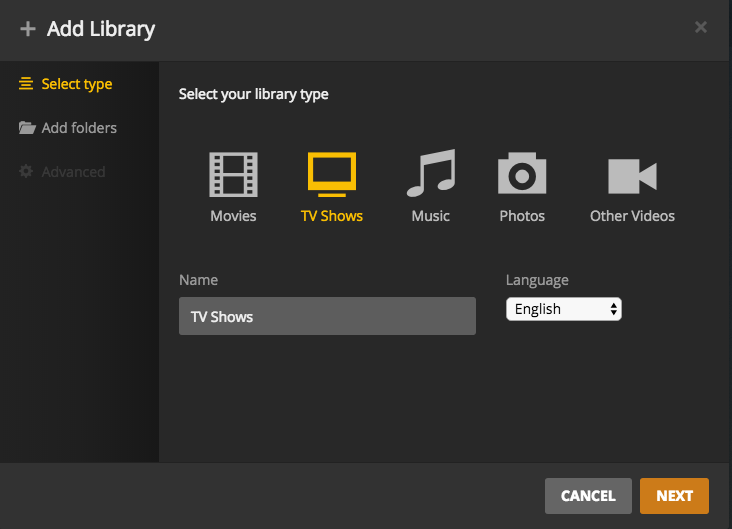 Add Library
Select type
Add folders
Advanced
Select your library type
Movies TV Shows Music Photos Other Videos
Name Language
TV Shows English
CANCEL NEXT